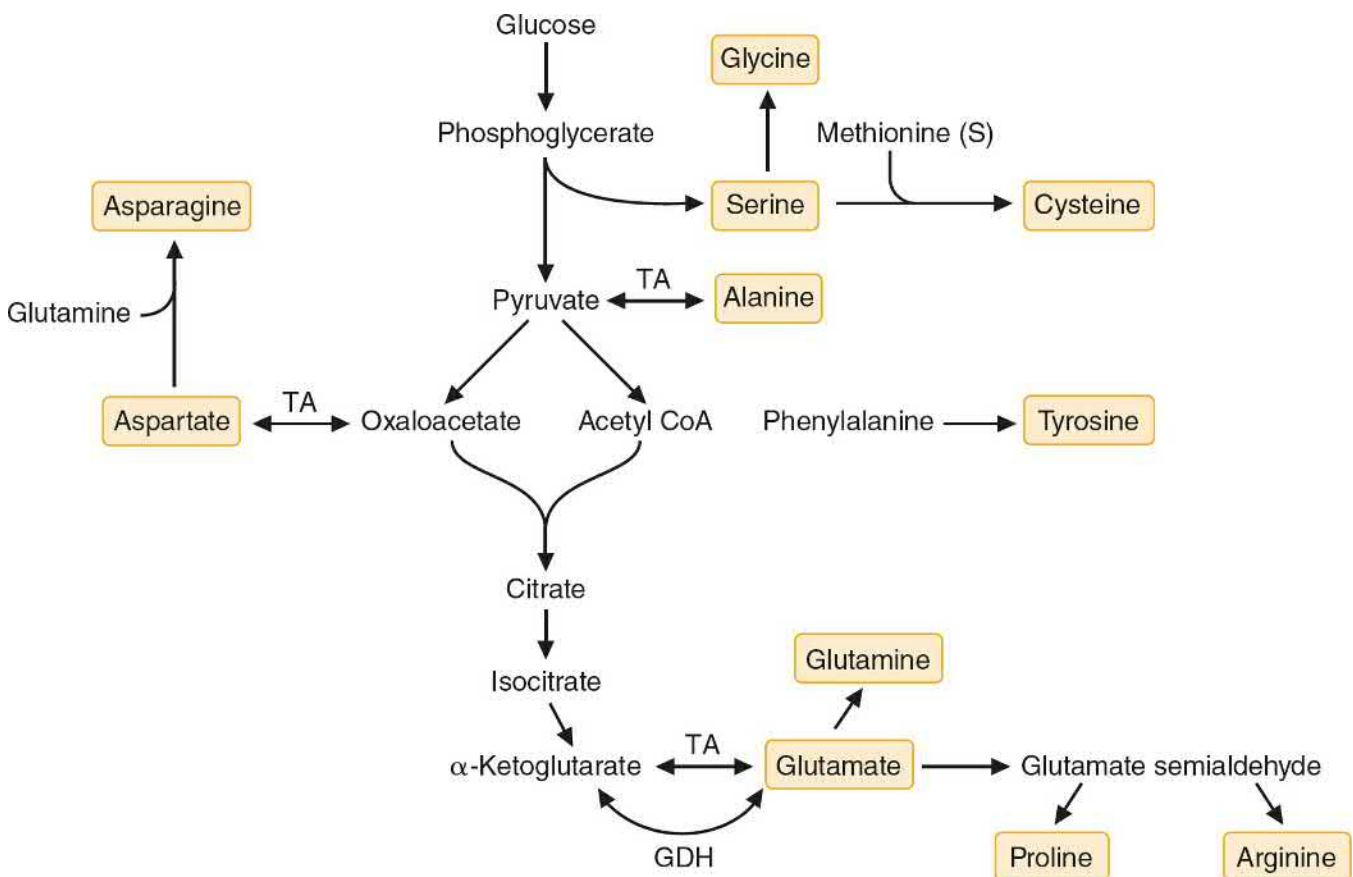 Glucose
Glycine
Phosphoglycerate
Methionine (S)
Asparagine
Serine
Cysteine
Pyruvate
TA
Alanine
Glutamine
Aspartate
TA
Oxaloacetate
Acetyl CoA
Phenylalanine
Tyrosine
Citrate
Isocitrate
Glutamine
α-Ketoglutarate
TA
Glutamate
Glutamate semialdehyde
GDH
Proline
Arginine